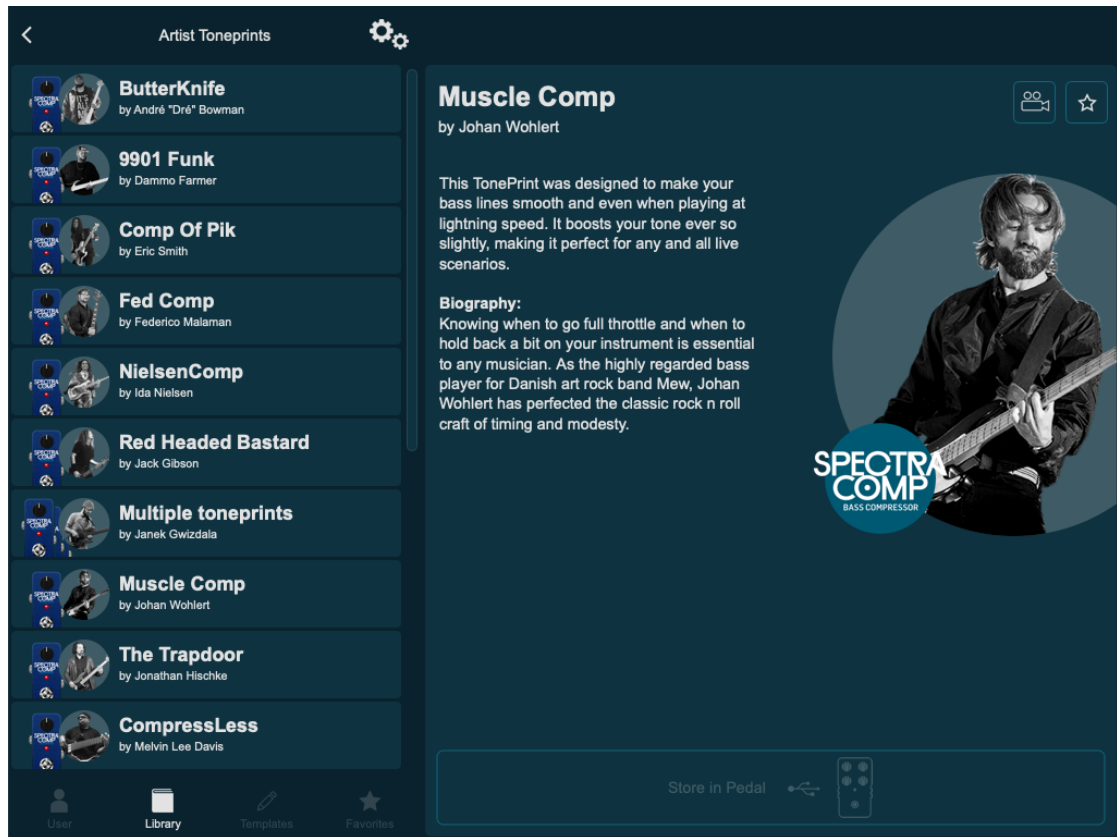 Artist Toneprints
ButterKnife
by André "Dré" Bowman
9901 Funk
by Dammo Farmer
Comp Of Pik
by Eric Smith
Fed Comp
by Federico Malaman
NielsenComp
by Ida Nielsen
Red Headed Bastard
by Jack Gibson
Multiple toneprints
by Janek Gwizdala
Muscle Comp
by Johan Wohlert
The Trapdoor
by Jonathan Hischke
CompressLess
by Melvin Lee Davis
User
Library
Templates
Favorites
Muscle Comp
by Johan Wohlert
This TonePrint was designed to make your
bass lines smooth and even when playing at
lightning speed. It boosts your tone ever so
slightly, making it perfect for any and all live
scenarios.
Biography:
Knowing when to go full throttle and when to
hold back a bit on your instrument is essential
to any musician. As the highly regarded bass
player for Danish art rock band Mew, Johan
Wohlert has perfected the classic rock n roll
craft of timing and modesty.
SPECTRA
COMP
BASS COMPRESSOR
Store in Pedal